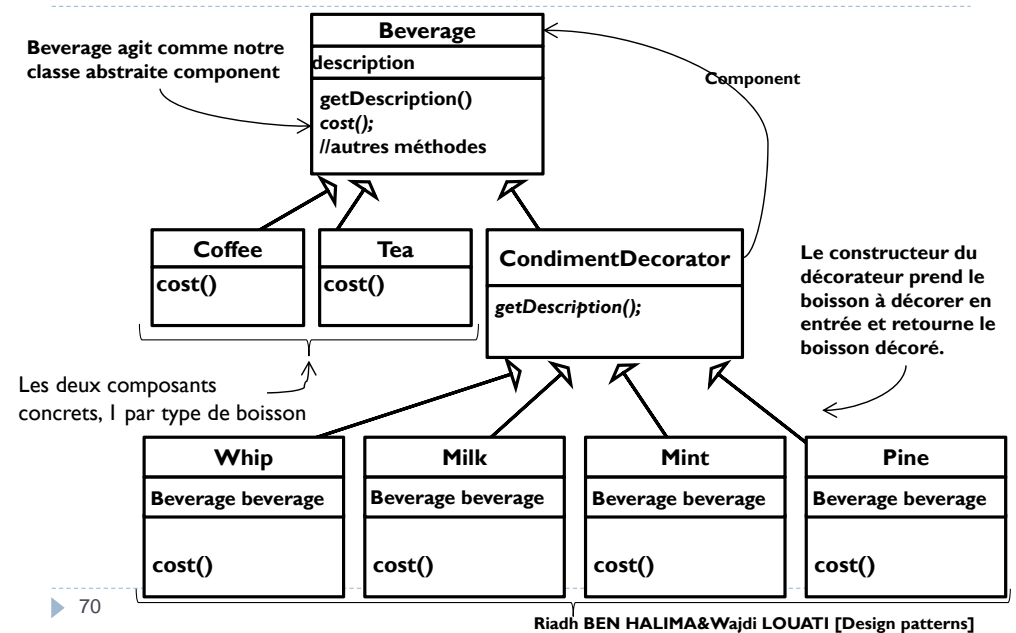 Beverage
Beverage agit comme notre
classe abstraite component
description
Component
getDescription()
cost();
//autres méthodes
Coffee
Tea
CondimentDecorator
cost()
cost()
getDescription();
Le constructeur du
décorateur prend le
boisson à décorer en
entrée et retourne le
boisson décoré.
Les deux composants
concrets, 1 par type de boisson
Whip
Milk
Mint
Pine
Beverage beverage
Beverage beverage
Beverage beverage
Beverage beverage
cost()
cost()
cost()
cost()
70
Riadh BEN HALIMA&Wajdi LOUATI [Design patterns]